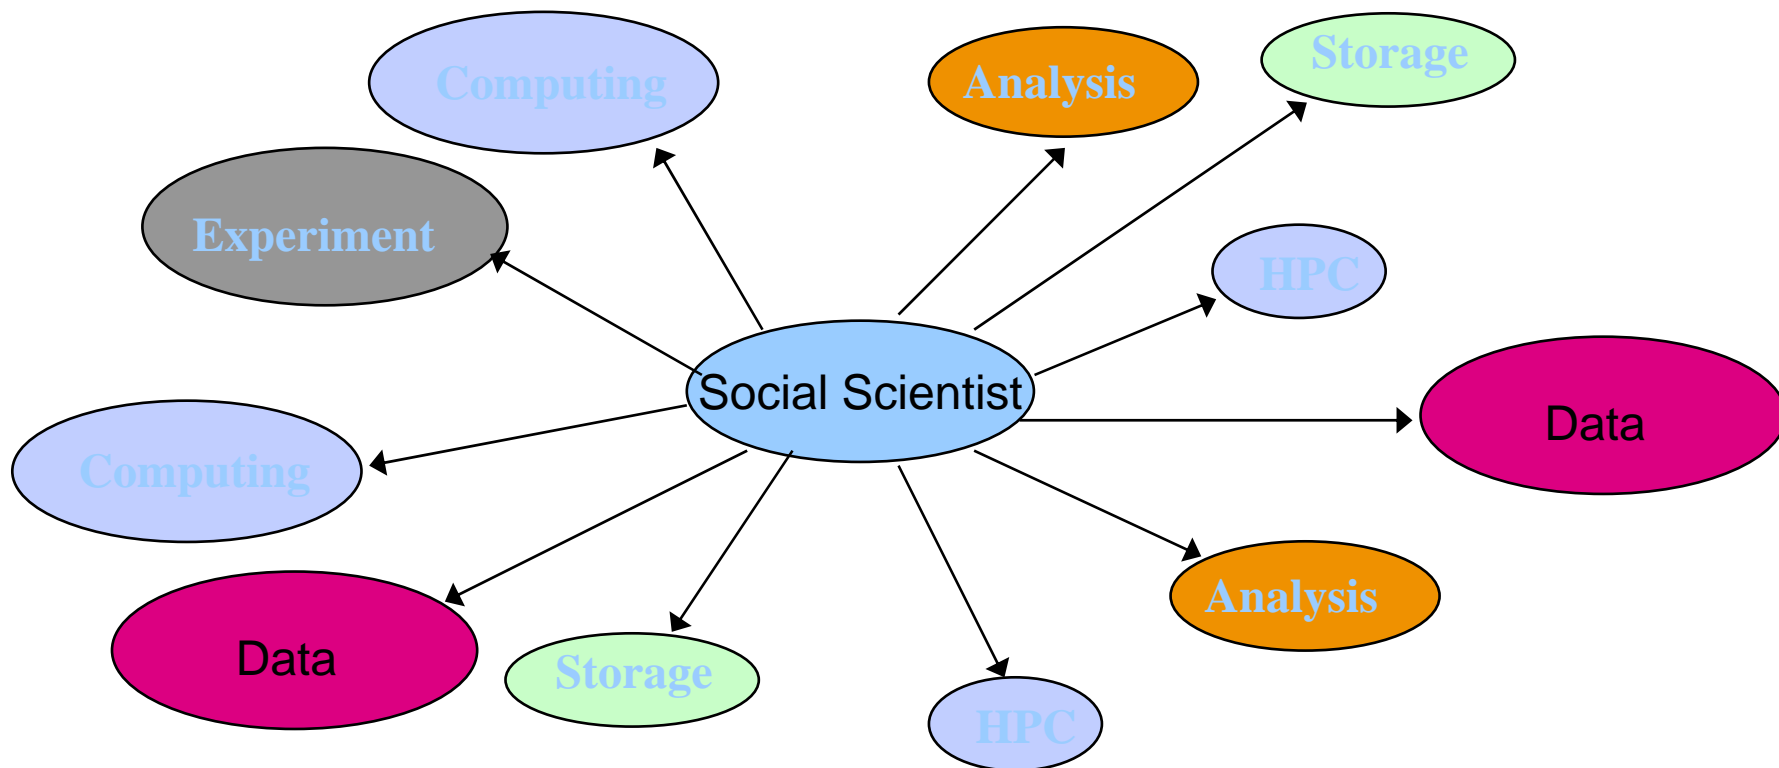 Storage
Computing
Analysis
Experiment
HPC
Social Scientist
Data
Computing
Analysis
Data
Storage
HPC